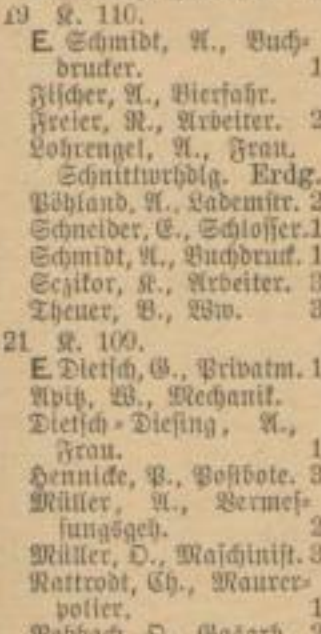 19 K. 110.
E Schmidt, A., Buch-
drucker. 1
Fischer, A., Bierfahr.
Freier, R., Arbeiter. 2
Lohrengel, A., Frau.
Schnittwrhdlg. Erdg.
Pöhland, A., Lademstr. 2
Schneider, E., Schlosser. 1
Schmidt, A., Buchdruck. 1
Sczikor, K., Arbeiter. 3
Theuer, B., Ww. 3
21 K. 109.
E Dietsch, G., Privatm. 1
Apitz, W., Mechanik.
Dietsch-Diesing, A.,
Frau. 1
Hennicke, P., Postbote. 3
Müller, A., Vermes-
sungsgeh. 2
Müller, O., Maschinist. 3
Rattrodt, Ch., Maurer-
polier. 1